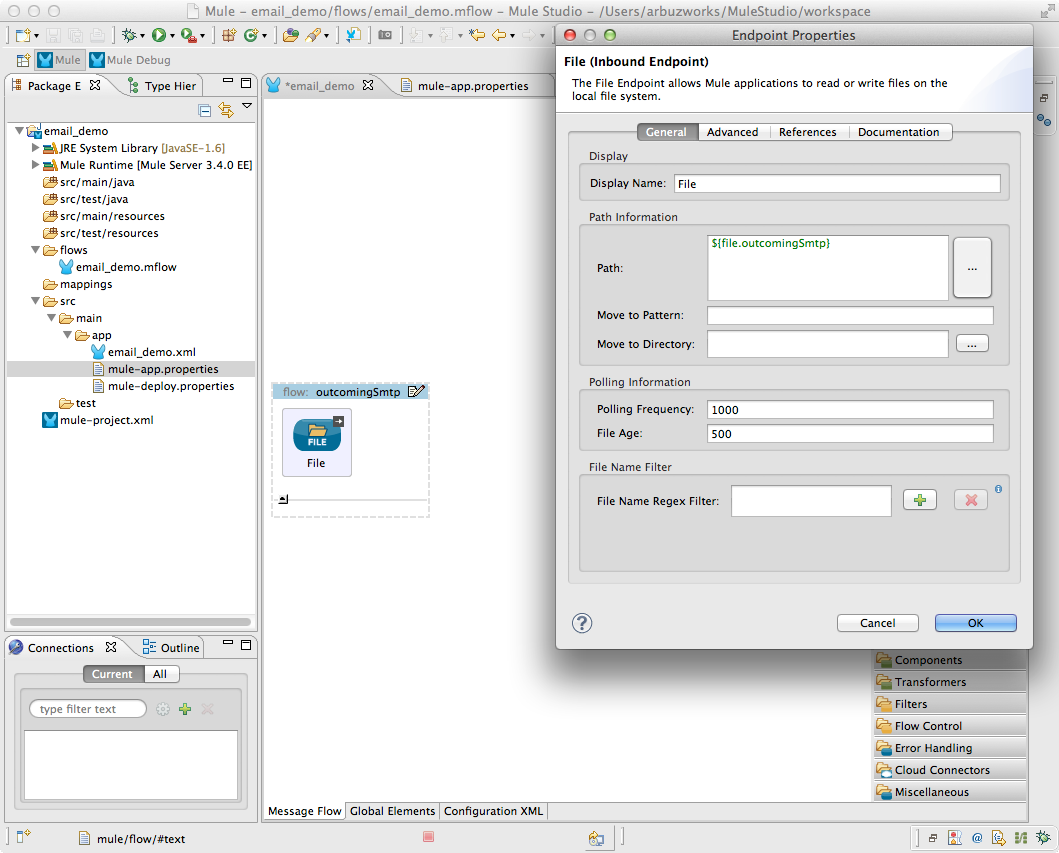 Mule - email_demo/flows/email_demo.mflow - Mule Studio - /Users/arbuzworks/MuleStudio/workspace
Mule
Mule Debug
Package E
Type Hier
email_demo
JRE System Library [JavaSE-1.6]
Mule Runtime [Mule Server 3.4.0 EE]
src/main/java
src/test/java
src/main/resources
src/test/resources
flows
email_demo.mflow
mappings
src
main
app
email_demo.xml
mule-app.properties
mule-deploy.properties
test
mule-project.xml
Connections
Outline
Current
All
type filter text
*email_demo
mule-app.properties
flow: outcomingSmtp
FILE
File
Message Flow
Global Elements
Configuration XML
Endpoint Properties
File (Inbound Endpoint)
The File Endpoint allows Mule applications to read or write files on the
local file system.
General
Advanced
References
Documentation
Display
Display Name:
File
Path Information
Path:
${file.outcomingSmtp}
...
Move to Pattern:
Move to Directory:
...
Polling Information
Polling Frequency:
1000
File Age:
500
File Name Filter
File Name Regex Filter:
?
Cancel
OK
Components
Transformers
Filters
Flow Control
Error Handling
Cloud Connectors
Miscellaneous
mule/flow/#text
@